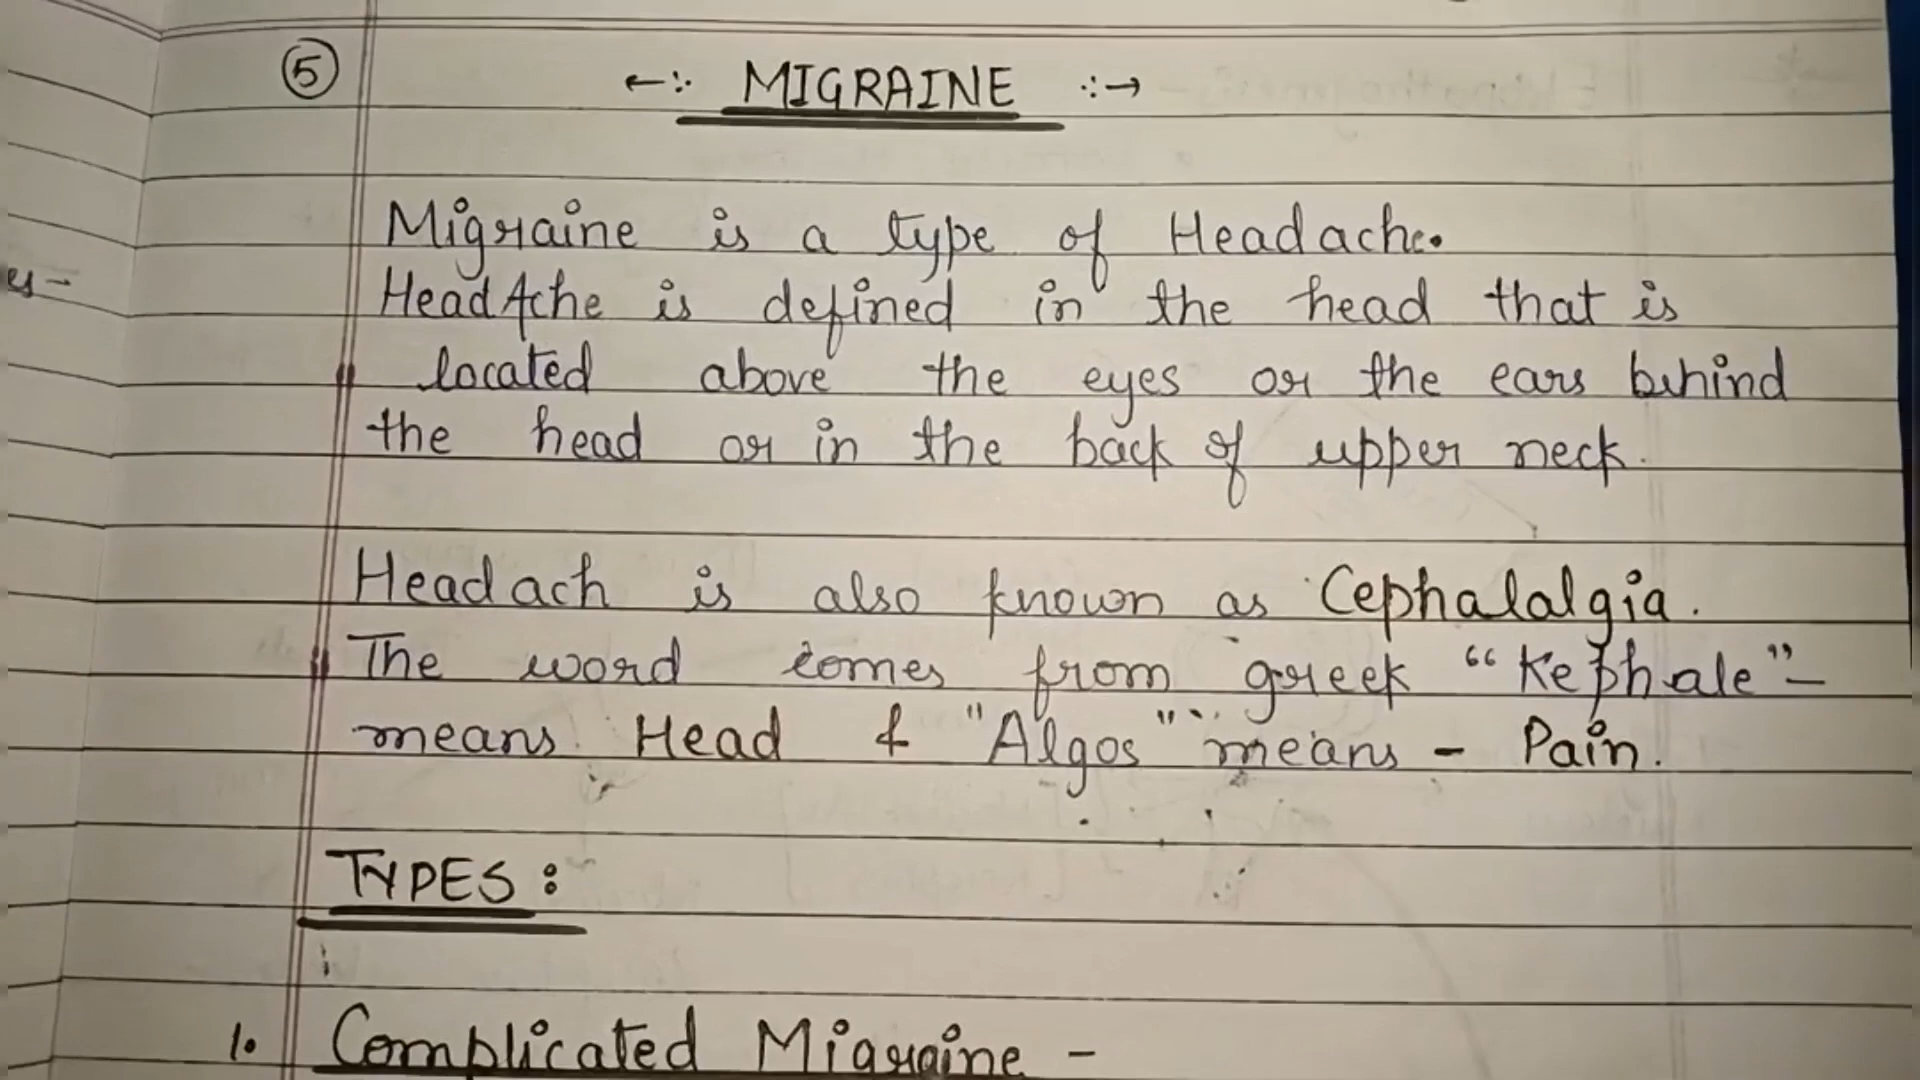 ⑤ ←:· MIGRAINE ·:→
Migraine is a type of Headache.
HeadAche is defined in the head that is
located above the eyes or the ears behind
the head or in the back of upper neck.
Headach is also known as Cephalalgia.
The word comes from greek "Kephale" -
means Head & "Algos" means - Pain.
TYPES :
1. Complicated Migraine -